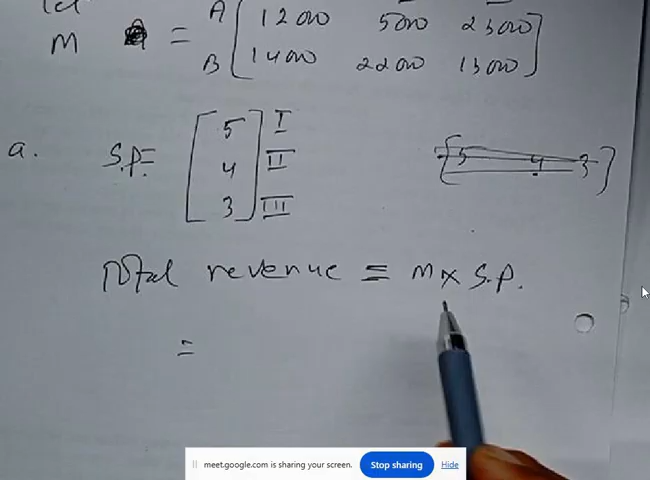 M = A [ 12000 5000 23000 ]
B [ 14000 22000 13000 ]
a. S.P = [ 5 ] I
[ 4 ] II
[ 3 ] III
[ 5 4 3 ]
Total revenue = M x S.P.
=
meet.google.com is sharing your screen. Stop sharing Hide